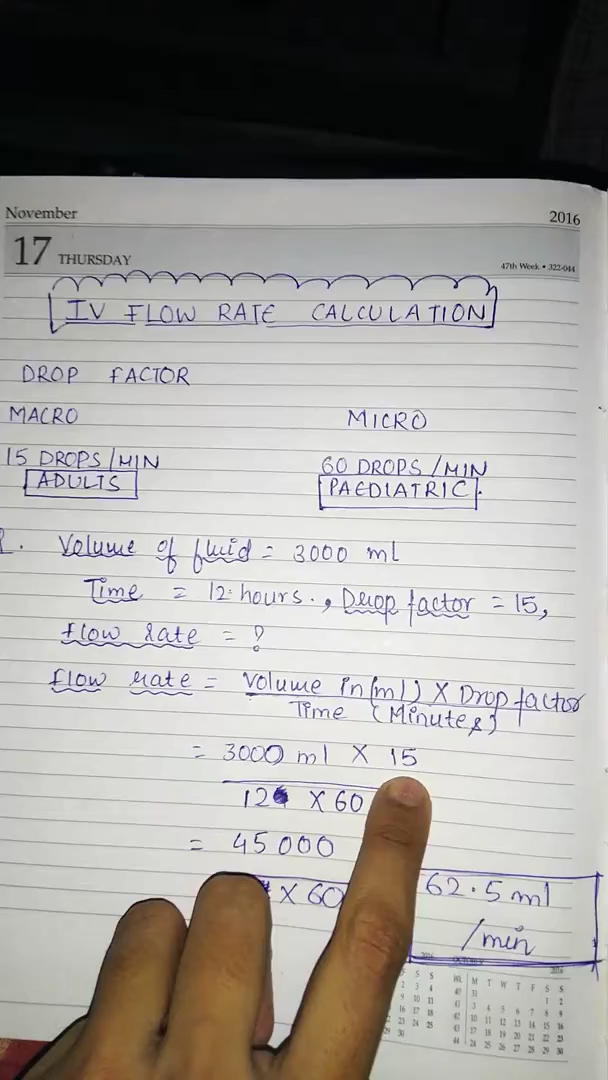 November
2016
17 THURSDAY
47th Week • 322-044
IV FLOW RATE CALCULATION
DROP FACTOR
MACRO
MICRO
15 DROPS/MIN
60 DROPS/MIN
ADULTS
PAEDIATRIC
Volume of fluid = 3000 ml
Time = 12 hours., Drop factor = 15,
flow rate = ?
flow rate = Volume in (ml) X Drop factor
Time (Minutes)
= 3000 ml X 15
12 X 60
= 45000
X 60
62.5 ml
/min